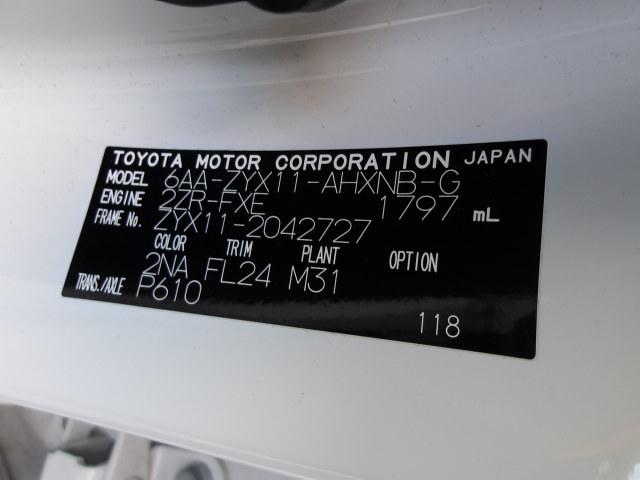 TOYOTA MOTOR CORPORATION JAPAN
MODEL 6AA-ZYX11-AHXNB-G
ENGINE 2ZR-FXE 1797 mL
FRAME No. ZYX11-2042727
COLOR TRIM PLANT OPTION
2NA FL24 M31
TRANS./AXLE P610
118